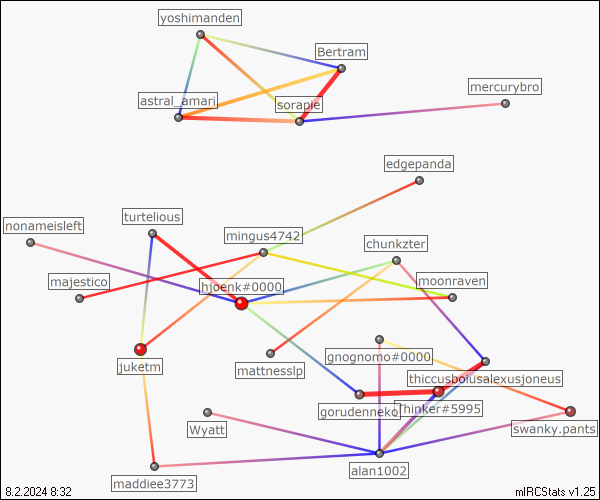 yoshimanden
Bertram
mercurybro
astral_amari
sorapie
edgepanda
nonameisleft
turtelious
mingus4742
chunkzter
majestico
hjoenk#0000
moonraven
gnognomo#0000
juketm
mattnesslp
thiccusboiusalexusjoneus
gorudenneko
Thinker#5995
Wyatt
swanky.pants
alan1002
maddiee3773
8.2.2024 8:32
mIRCStats v1.25